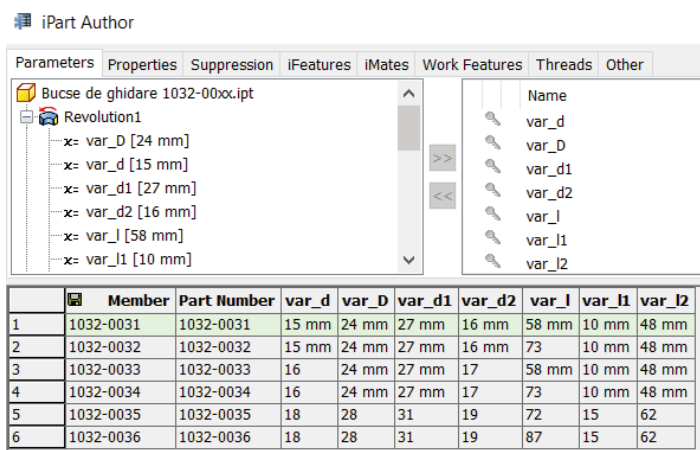 iPart Author
Parameters Properties Suppression iFeatures iMates Work Features Threads Other
Bucse de ghidare 1032-00xx.ipt
Revolution1
x= var_D [24 mm]
x= var_d [15 mm]
x= var_d1 [27 mm]
x= var_d2 [16 mm]
x= var_l [58 mm]
x= var_l1 [10 mm]
>>
<<
Name
var_d
var_D
var_d1
var_d2
var_l
var_l1
var_l2
Member Part Number var_d var_D var_d1 var_d2 var_l var_l1 var_l2
1 1032-0031 1032-0031 15 mm 24 mm 27 mm 16 mm 58 mm 10 mm 48 mm
2 1032-0032 1032-0032 15 mm 24 mm 27 mm 16 mm 73 10 mm 48 mm
3 1032-0033 1032-0033 16 24 mm 27 mm 17 58 mm 10 mm 48 mm
4 1032-0034 1032-0034 16 24 mm 27 mm 17 73 10 mm 48 mm
5 1032-0035 1032-0035 18 28 31 19 72 15 62
6 1032-0036 1032-0036 18 28 31 19 87 15 62